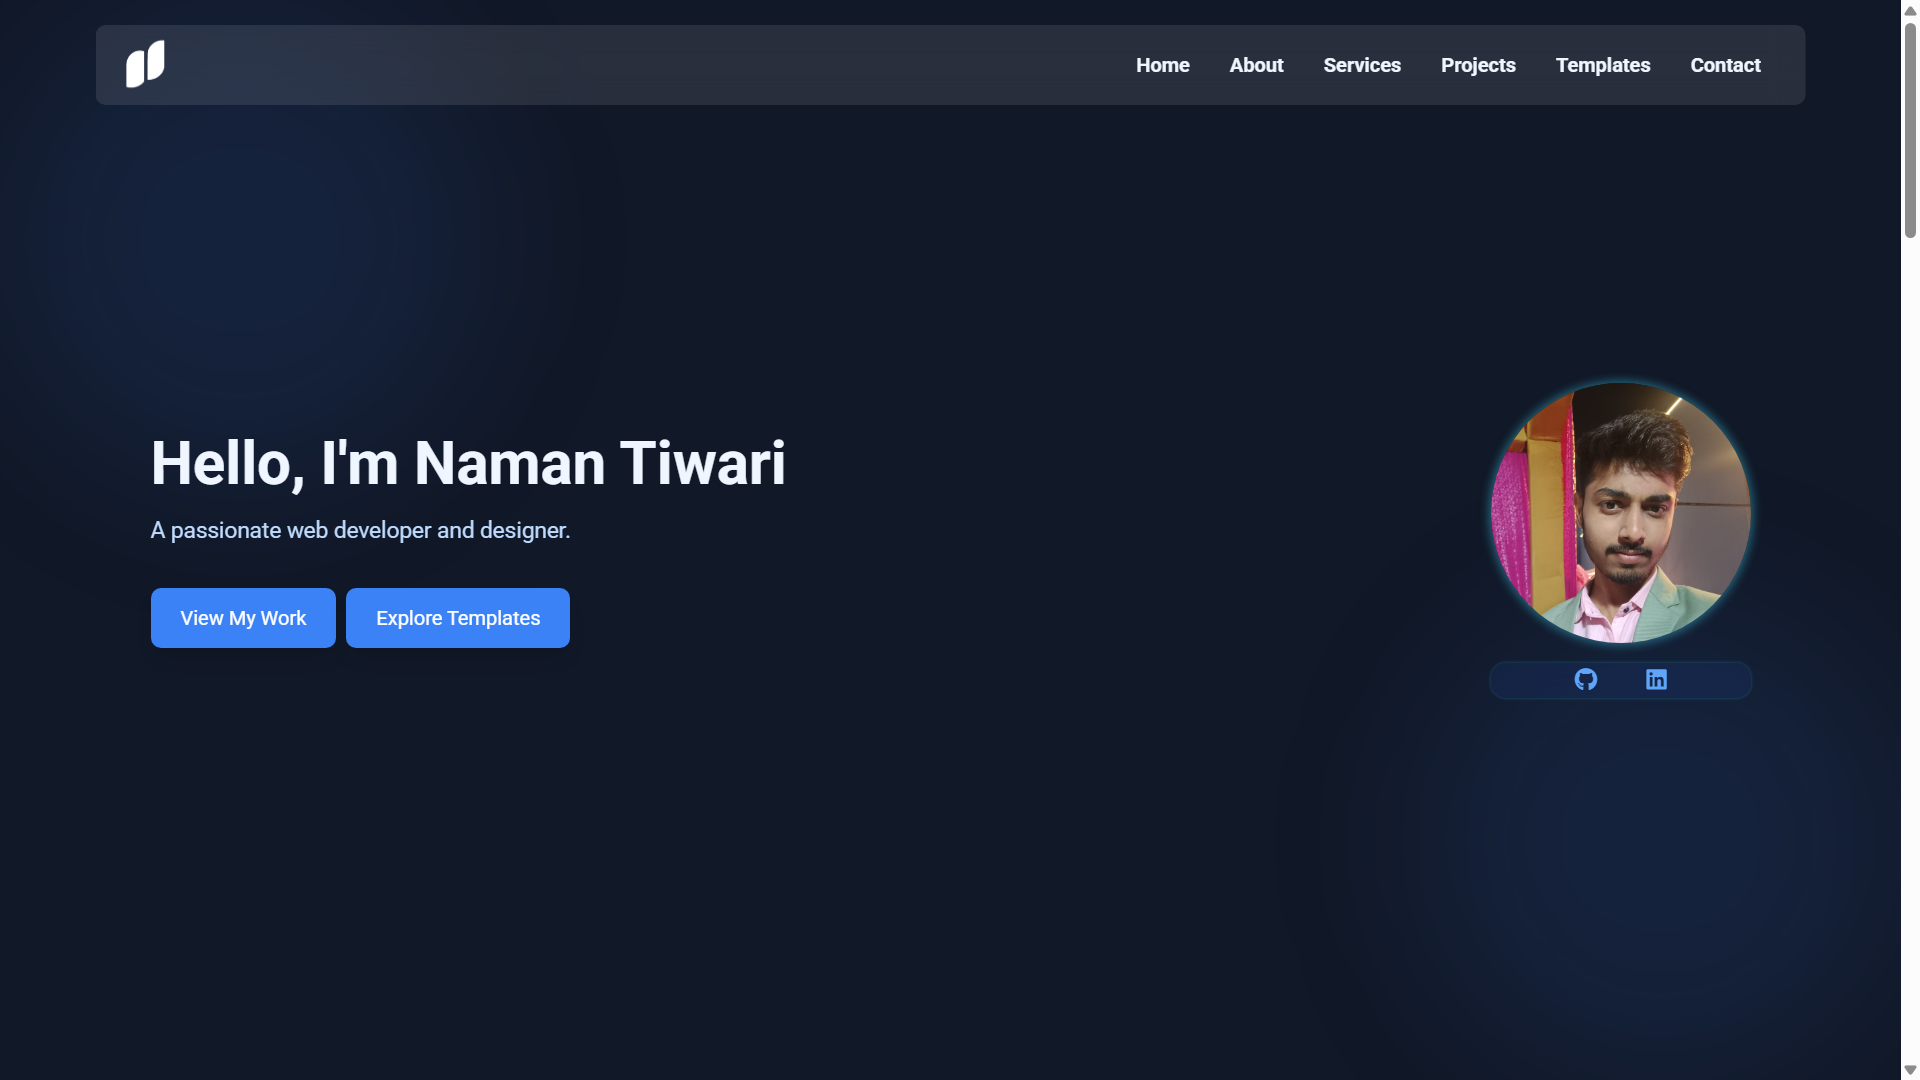 Home About Services Projects Templates Contact
Hello, I'm Naman Tiwari
A passionate web developer and designer.
View My Work Explore Templates
in